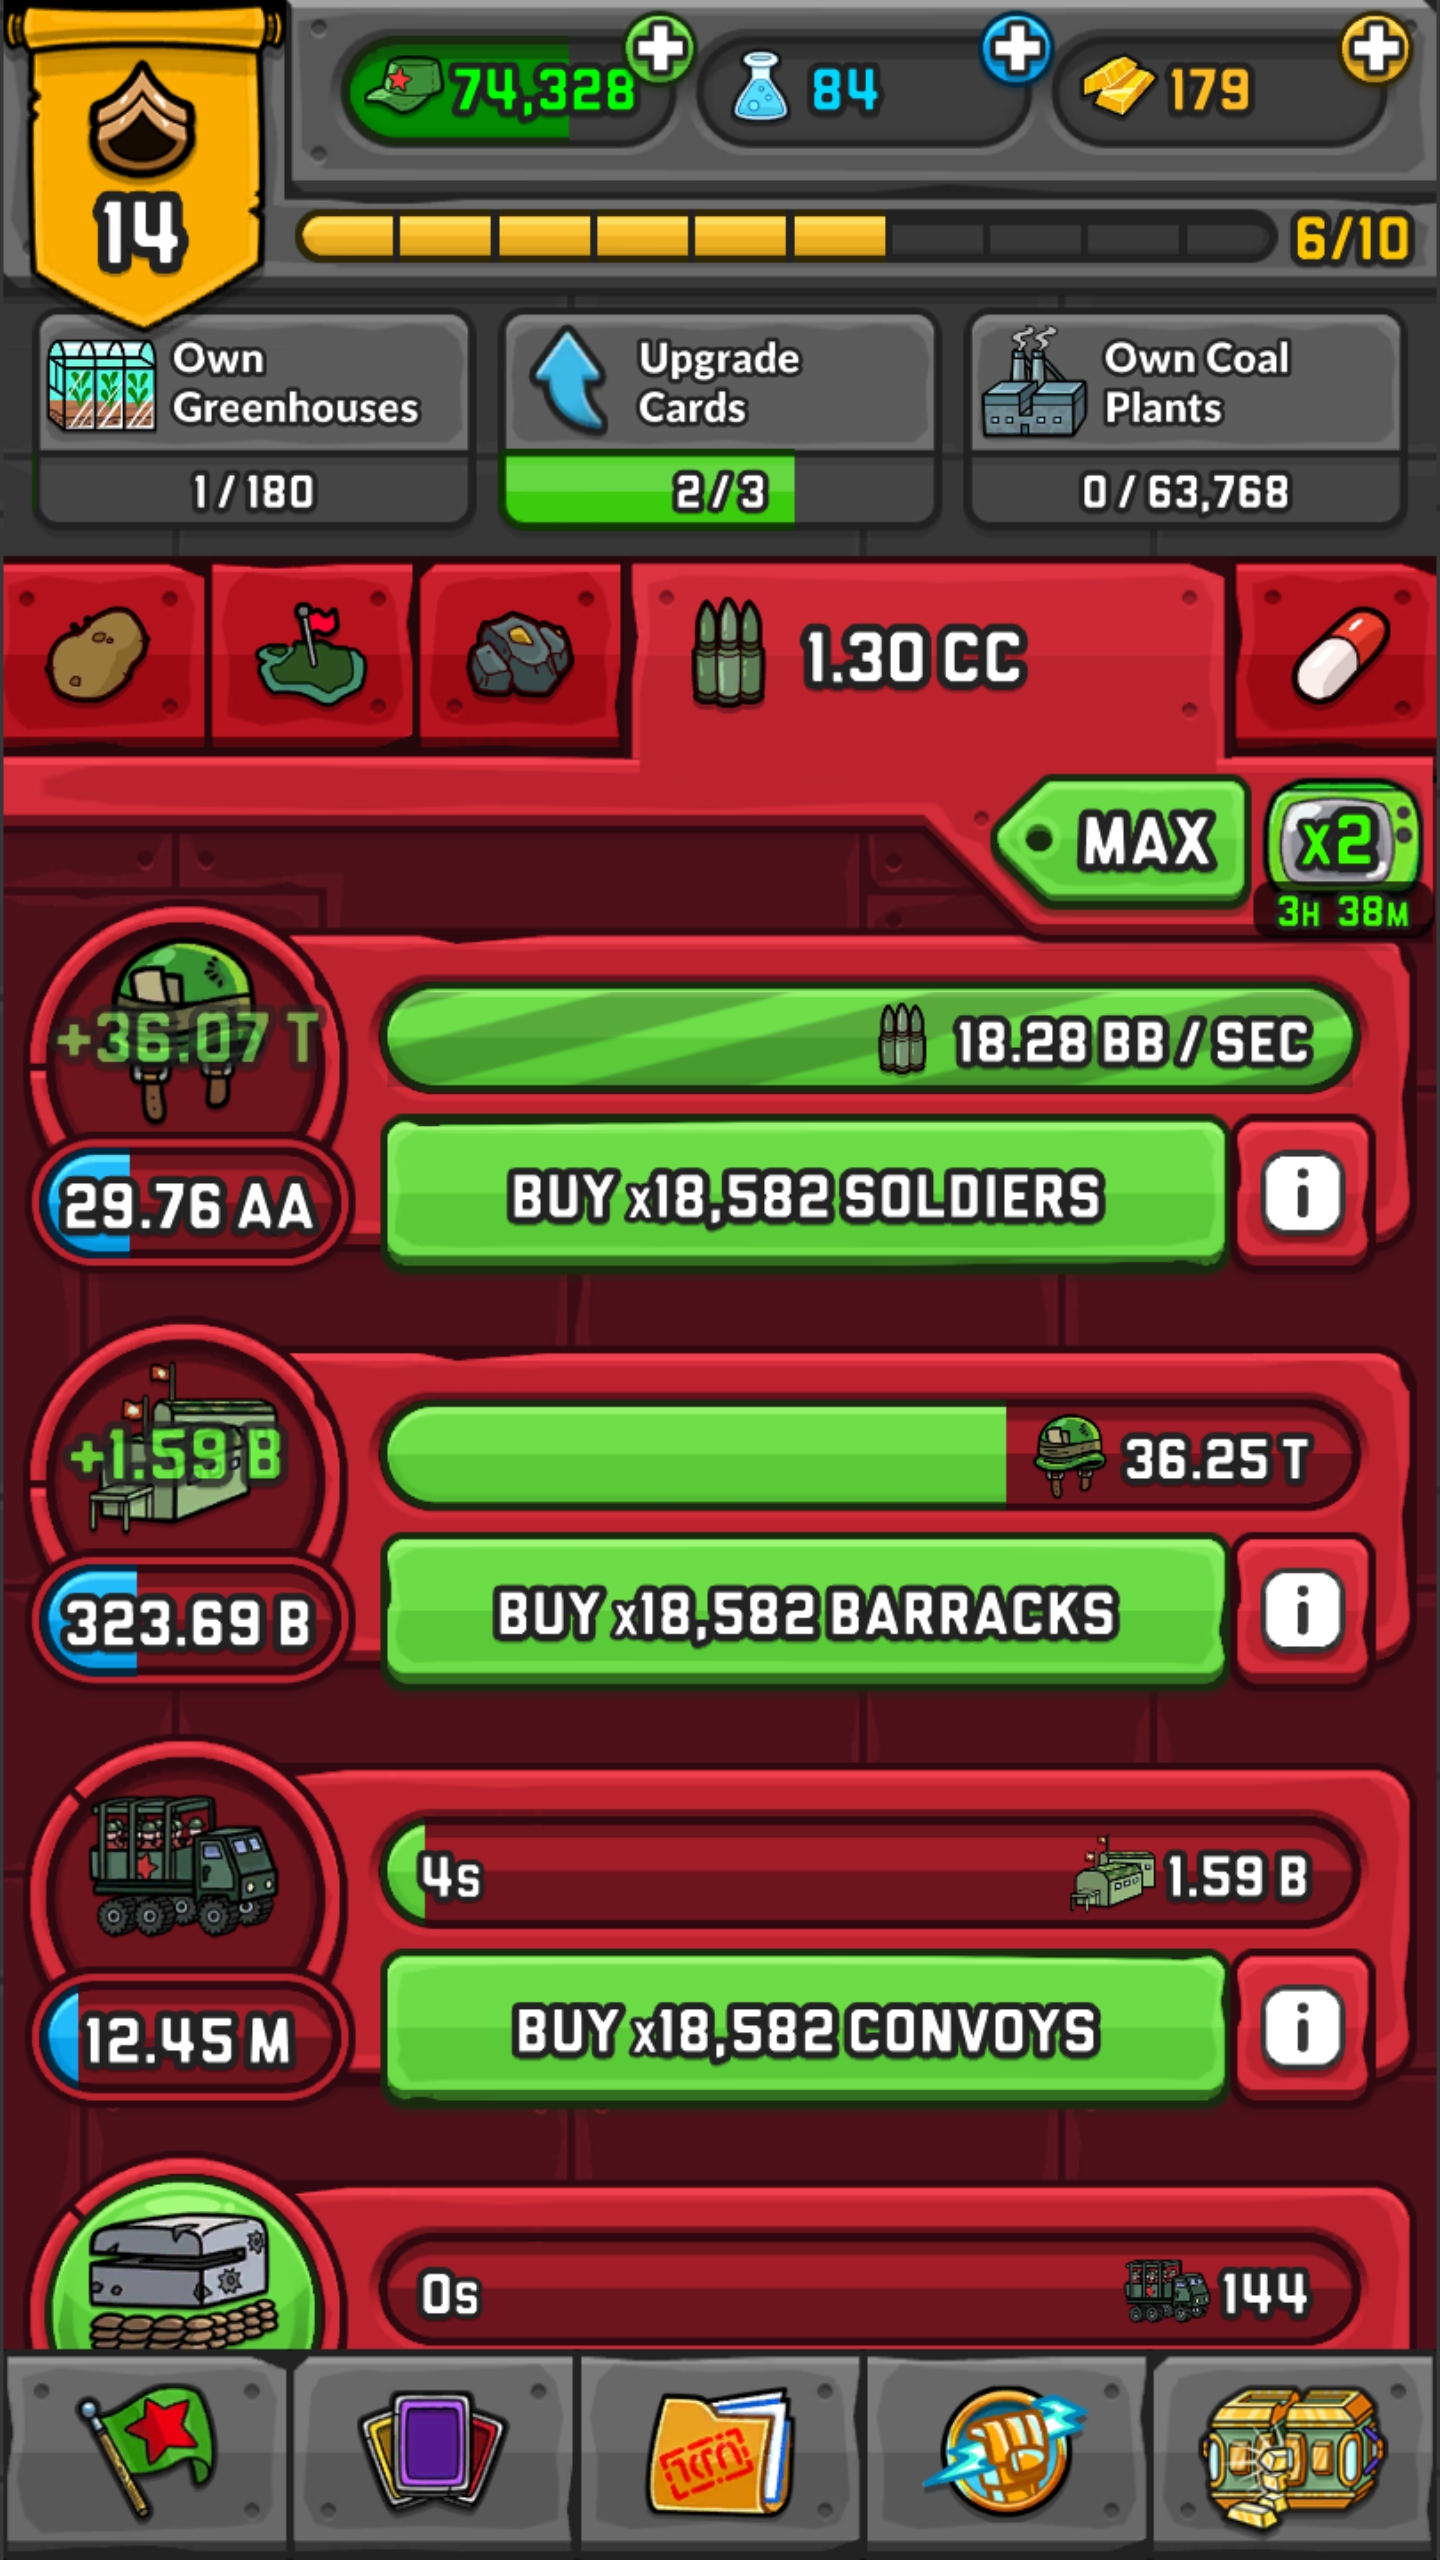 74,328
84
179
14
6/10
Own
Greenhouses
1/180
Upgrade
Cards
2/3
Own Coal
Plants
0/63,768
1.30 CC
MAX
x2
3H 38M
+36.07 T
18.28 BB/SEC
29.76 AA
BUY x18,582 SOLDIERS
i
+1.59 B
36.25 T
323.69 B
BUY x18,582 BARRACKS
i
4s
1.59 B
12.45 M
BUY x18,582 CONVOYS
i
0s
144